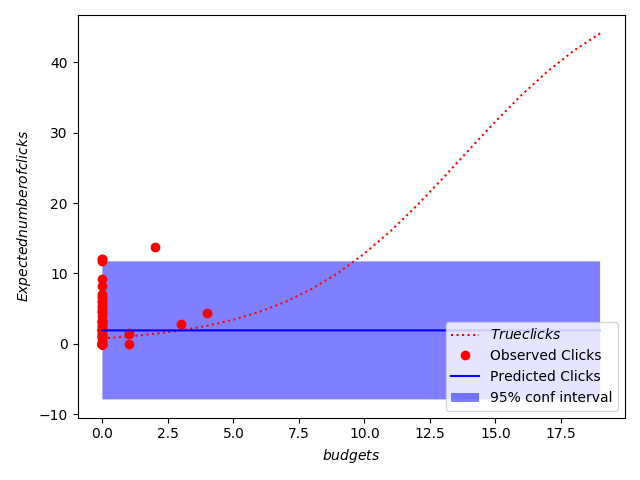 40
30
20
10
0
−10
Expectednumberofclicks
Trueclicks
Observed Clicks
Predicted Clicks
95% conf interval
0.0 2.5 5.0 7.5 10.0 12.5 15.0 17.5
budgets